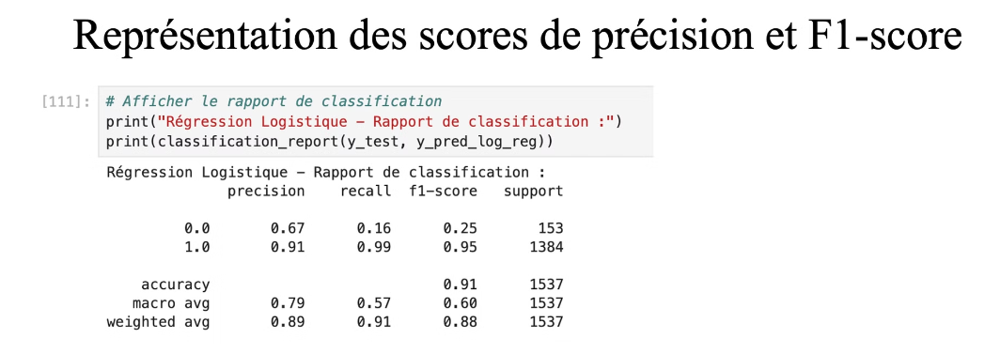 Représentation des scores de précision et F1-score
[111]: # Afficher le rapport de classification
print("Régression Logistique – Rapport de classification :")
print(classification_report(y_test, y_pred_log_reg))
Régression Logistique – Rapport de classification :
precision recall f1-score support
0.0 0.67 0.16 0.25 153
1.0 0.91 0.99 0.95 1384
accuracy 0.91 1537
macro avg 0.79 0.57 0.60 1537
weighted avg 0.89 0.91 0.88 1537